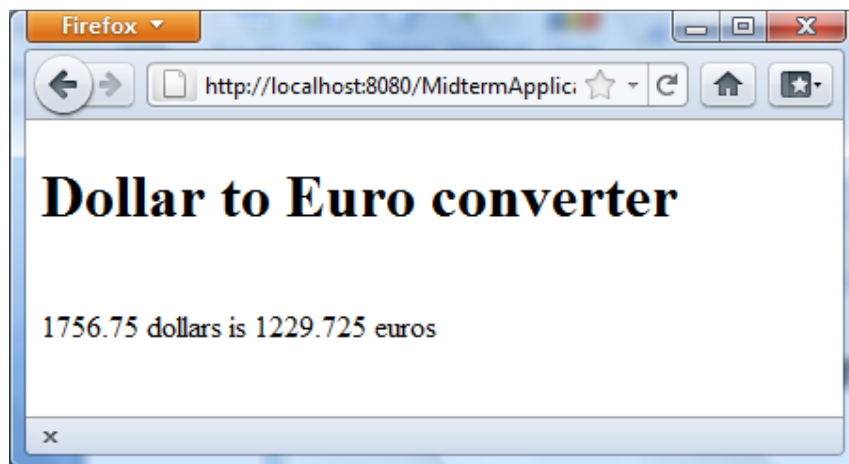 Firefox
http://localhost:8080/MidtermApplic
Dollar to Euro converter
1756.75 dollars is 1229.725 euros